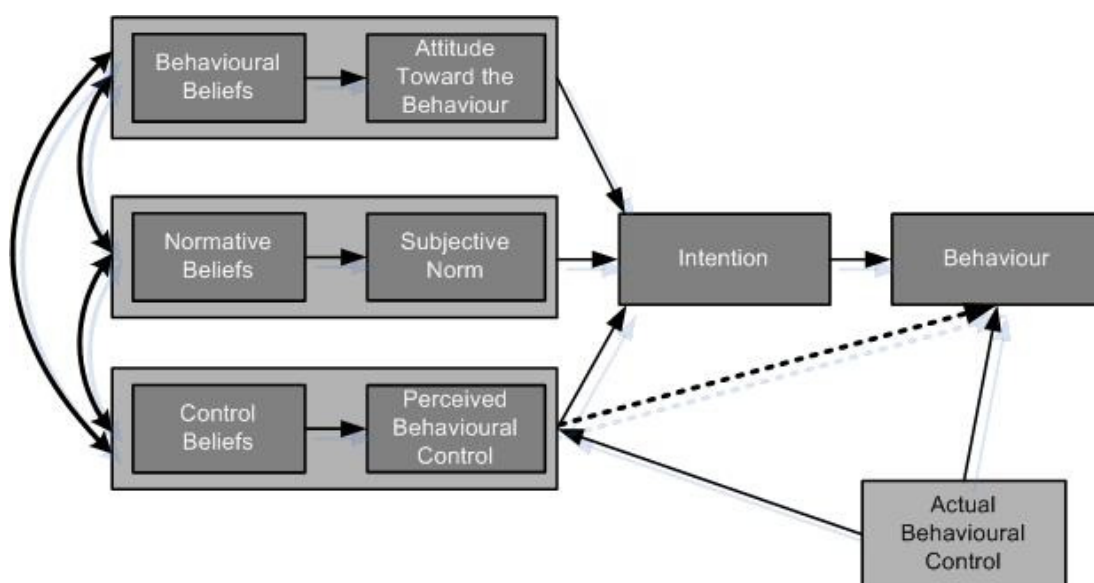 Behavioural
Beliefs
Attitude
Toward the
Behaviour
Normative
Beliefs
Subjective
Norm
Intention
Behaviour
Control
Beliefs
Perceived
Behavioural
Control
Actual
Behavioural
Control